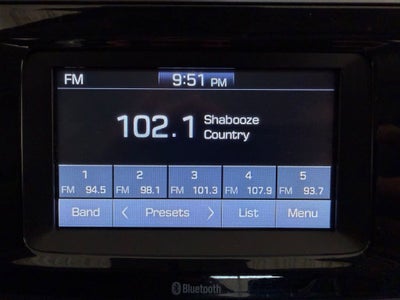 FM 9:51 PM
102.1 Shabooze
Country
1 2 3 4 5
FM 94.5 FM 98.1 FM 101.3 FM 107.9 FM 93.7
Band < Presets > List Menu
Bluetooth